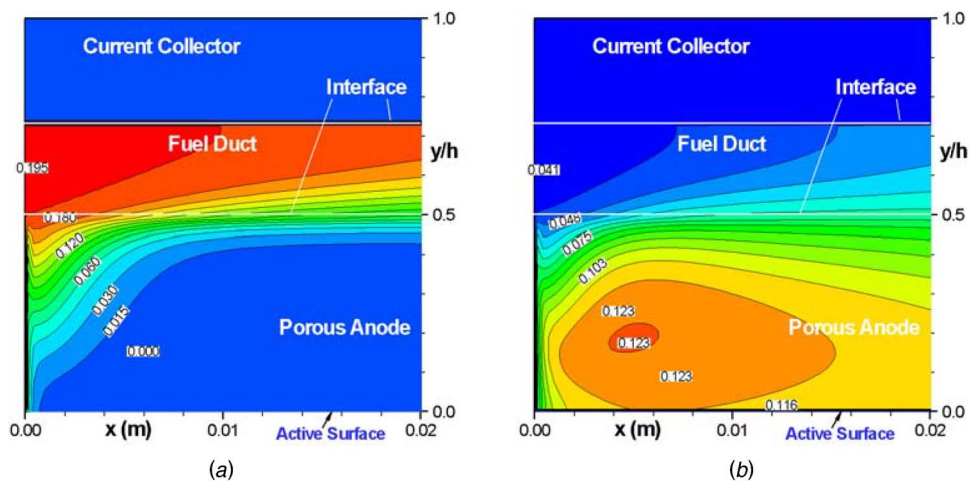 Current Collector
Interface
Fuel Duct
0.195
0.180
0.120
0.060
0.030
0.015
0.000
Porous Anode
1.0
y/h
0.5
0.0
0.00
x (m)
0.01
Active Surface
0.02
(a)
Current Collector
Interface
Fuel Duct
0.041
0.048
0.075
0.103
0.123
0.123
0.123
0.116
Porous Anode
1.0
y/h
0.5
0.0
0.00
x (m)
0.01
Active Surface
0.02
(b)